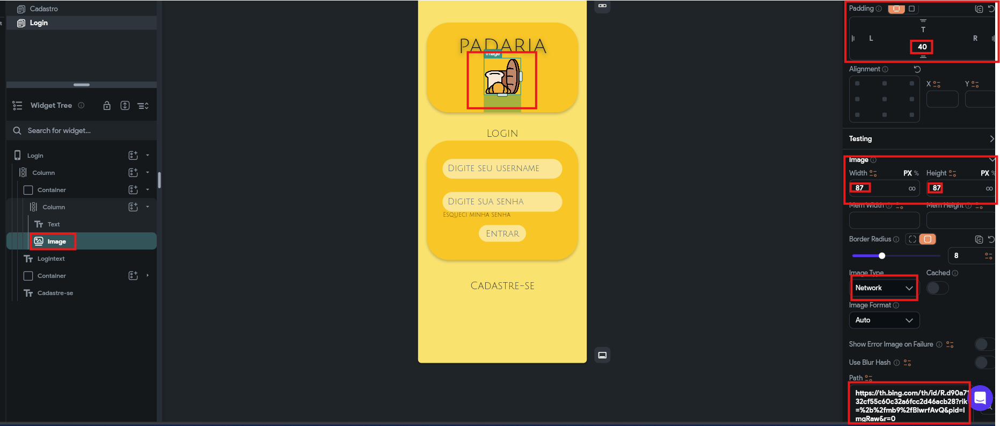 Cadastro
Login
t
Widget Tree
Search for widget...
Login
Column
Container
Column
Text
Image
Logintext
Container
Cadastre-se
PADARIA
Image
Login
Digite seu username
Digite sua senha
Esqueci minha senha
Entrar
Cadastre-se
Padding
T
L
R
40
Alignment
X
Y
Testing
Image
Width PX % Height PX %
87 ∞ 87 ∞
Mem Width Mem Height
Border Radius
8
Image Type Cached
Network
Image Format
Auto
Show Error Image on Failure
Use Blur Hash
Path
https://th.bing.com/th/id/R.d90a71
32cf55c60c32a6fcc2d46acb28?rik
=%2b%2fmb9%2fBlwrfAvQ&pid=I
mgRaw&r=0